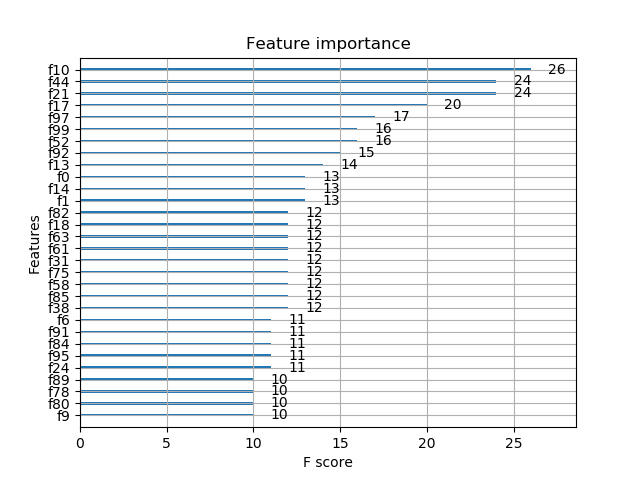 Feature importance
f10 26
f44 24
f21 24
f17 20
f97 17
f99 16
f52 16
f92 15
f13 14
f0 13
f14 13
f1 13
f82 12
f18 12
f63 12
f61 12
f31 12
f75 12
f58 12
f85 12
f38 12
f6 11
f91 11
f84 11
f95 11
f24 11
f89 10
f78 10
f80 10
f9 10
Features
0 5 10 15 20 25
F score